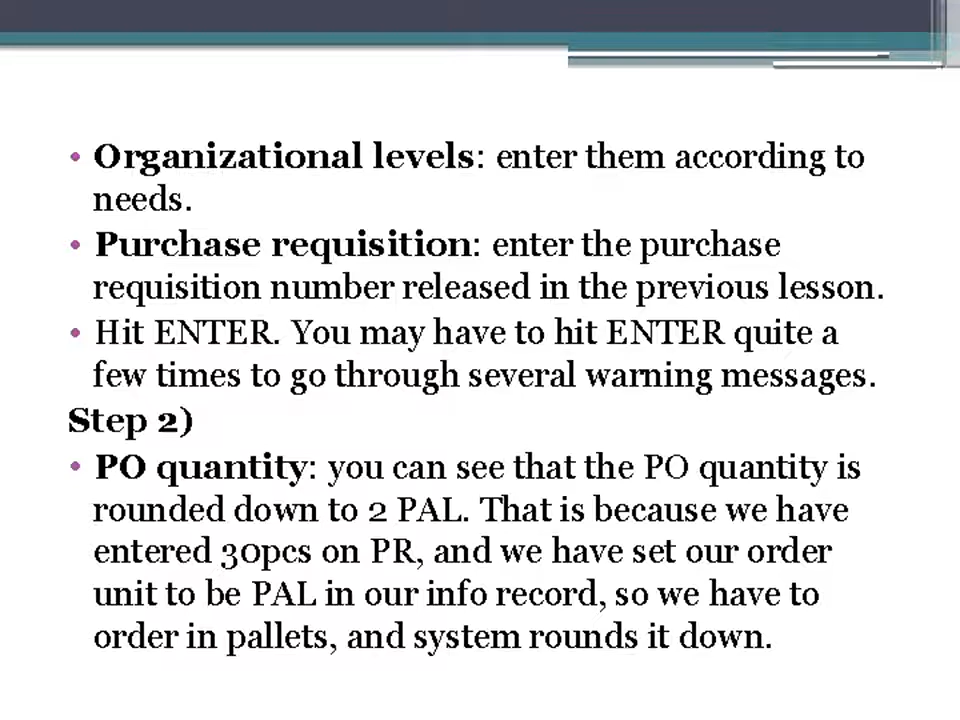 • Organizational levels: enter them according to
needs.
• Purchase requisition: enter the purchase
requisition number released in the previous lesson.
• Hit ENTER. You may have to hit ENTER quite a
few times to go through several warning messages.
Step 2)
• PO quantity: you can see that the PO quantity is
rounded down to 2 PAL. That is because we have
entered 30pcs on PR, and we have set our order
unit to be PAL in our info record, so we have to
order in pallets, and system rounds it down.